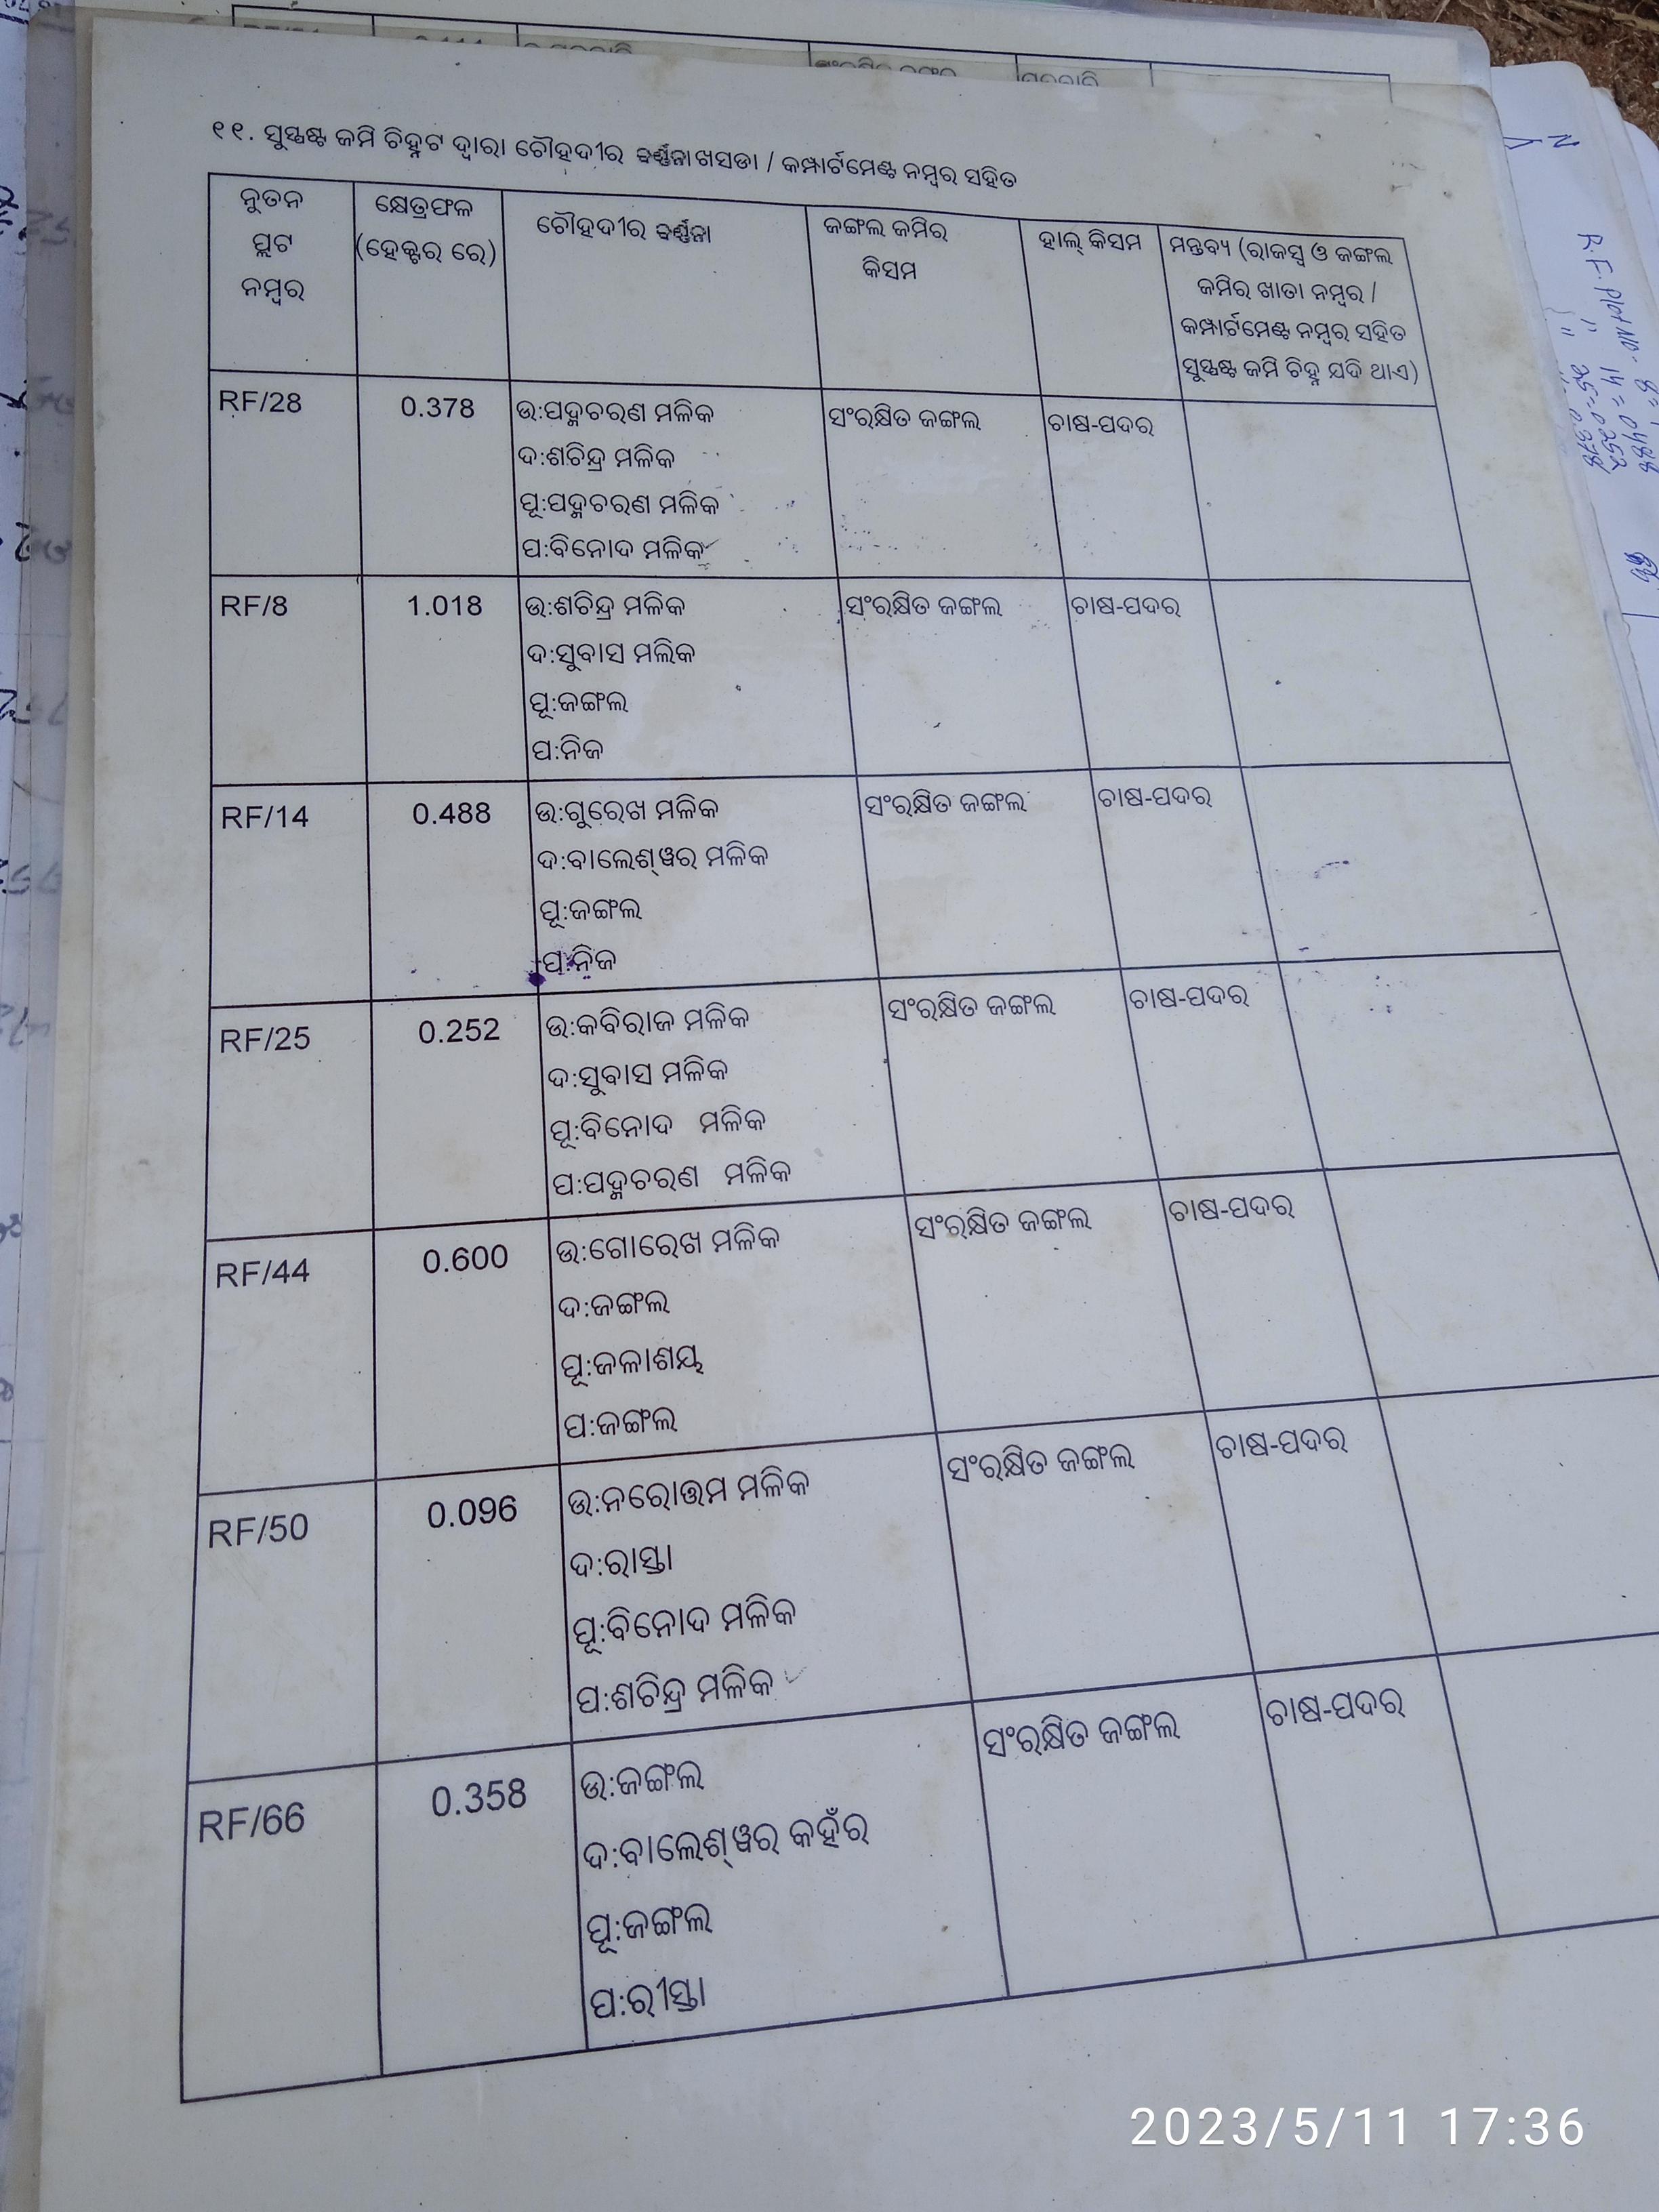 ୧୧. ସୁସ୍ପଷ୍ଟ ଜମି ଚିହ୍ନଟ ଦ୍ୱାରା ଚୌହଦୀର ବର୍ଣ୍ଣନା ଖସଡା / କମ୍ପାର୍ଟମେଣ୍ଟ ନମ୍ବର ସହିତ
ନୁତନ ପ୍ଲଟ ନମ୍ବର
କ୍ଷେତ୍ରଫଳ (ହେକ୍ଟର ରେ)
ଚୌହଦୀର ବର୍ଣ୍ଣନା
ଜଙ୍ଗଲ ଜମିର କିସମ
ହାଲ୍ କିସମ
ମନ୍ତବ୍ୟ (ରାଜସ୍ୱ ଓ ଜଙ୍ଗଲ
ଜମିର ଖାତା ନମ୍ବର /
କମ୍ପାର୍ଟମେଣ୍ଟ ନମ୍ବର ସହିତ
ସୁସ୍ପଷ୍ଟ ଜମି ଚିହ୍ନ ଯଦି ଥାଏ)
RF/28 0.378 ଉ:ପଦ୍ମଚରଣ ମଳିକ ସଂରକ୍ଷିତ ଜଙ୍ଗଲ ଚାଷ-ପଦର
ଦ:ଶଚିନ୍ଦ୍ର ମଳିକ
ପୂ:ପଦ୍ମଚରଣ ମଳିକ
ପ:ବିନୋଦ ମଳିକ
RF/8 1.018 ଉ:ଶଚିନ୍ଦ୍ର ମଳିକ ସଂରକ୍ଷିତ ଜଙ୍ଗଲ ଚାଷ-ପଦର
ଦ:ସୁବାସ ମଲିକ
ପୂ:ଜଙ୍ଗଲ
ପ:ନିଜ
RF/14 0.488 ଉ:ଗୁରେଖ ମଳିକ ସଂରକ୍ଷିତ ଜଙ୍ଗଲ ଚାଷ-ପଦର
ଦ:ବାଲେଶ୍ୱର ମଳିକ
ପୂ:ଜଙ୍ଗଲ
ପ:ନିଜ
RF/25 0.252 ଉ:କବିରାଜ ମଳିକ ସଂରକ୍ଷିତ ଜଙ୍ଗଲ ଚାଷ-ପଦର
ଦ:ସୁବାସ ମଳିକ
ପୂ:ବିନୋଦ ମଳିକ
ପ:ପଦ୍ମଚରଣ ମଳିକ
RF/44 0.600 ଉ:ଗୋରେଖ ମଳିକ ସଂରକ୍ଷିତ ଜଙ୍ଗଲ ଚାଷ-ପଦର
ଦ:ଜଙ୍ଗଲ
ପୂ:ଜଳାଶୟ
ପ:ଜଙ୍ଗଲ
RF/50 0.096 ଉ:ନରୋତ୍ତମ ମଳିକ ସଂରକ୍ଷିତ ଜଙ୍ଗଲ ଚାଷ-ପଦର
ଦ:ରାସ୍ତା
ପୂ:ବିନୋଦ ମଳିକ
ପ:ଶଚିନ୍ଦ୍ର ମଳିକ
RF/66 0.358 ଉ:ଜଙ୍ଗଲ ସଂରକ୍ଷିତ ଜଙ୍ଗଲ ଚାଷ-ପଦର
ଦ:ବାଲେଶ୍ୱର କହଁର
ପୂ:ଜଙ୍ଗଲ
ପ:ରୀସ୍ତା
2023/5/11 17:36